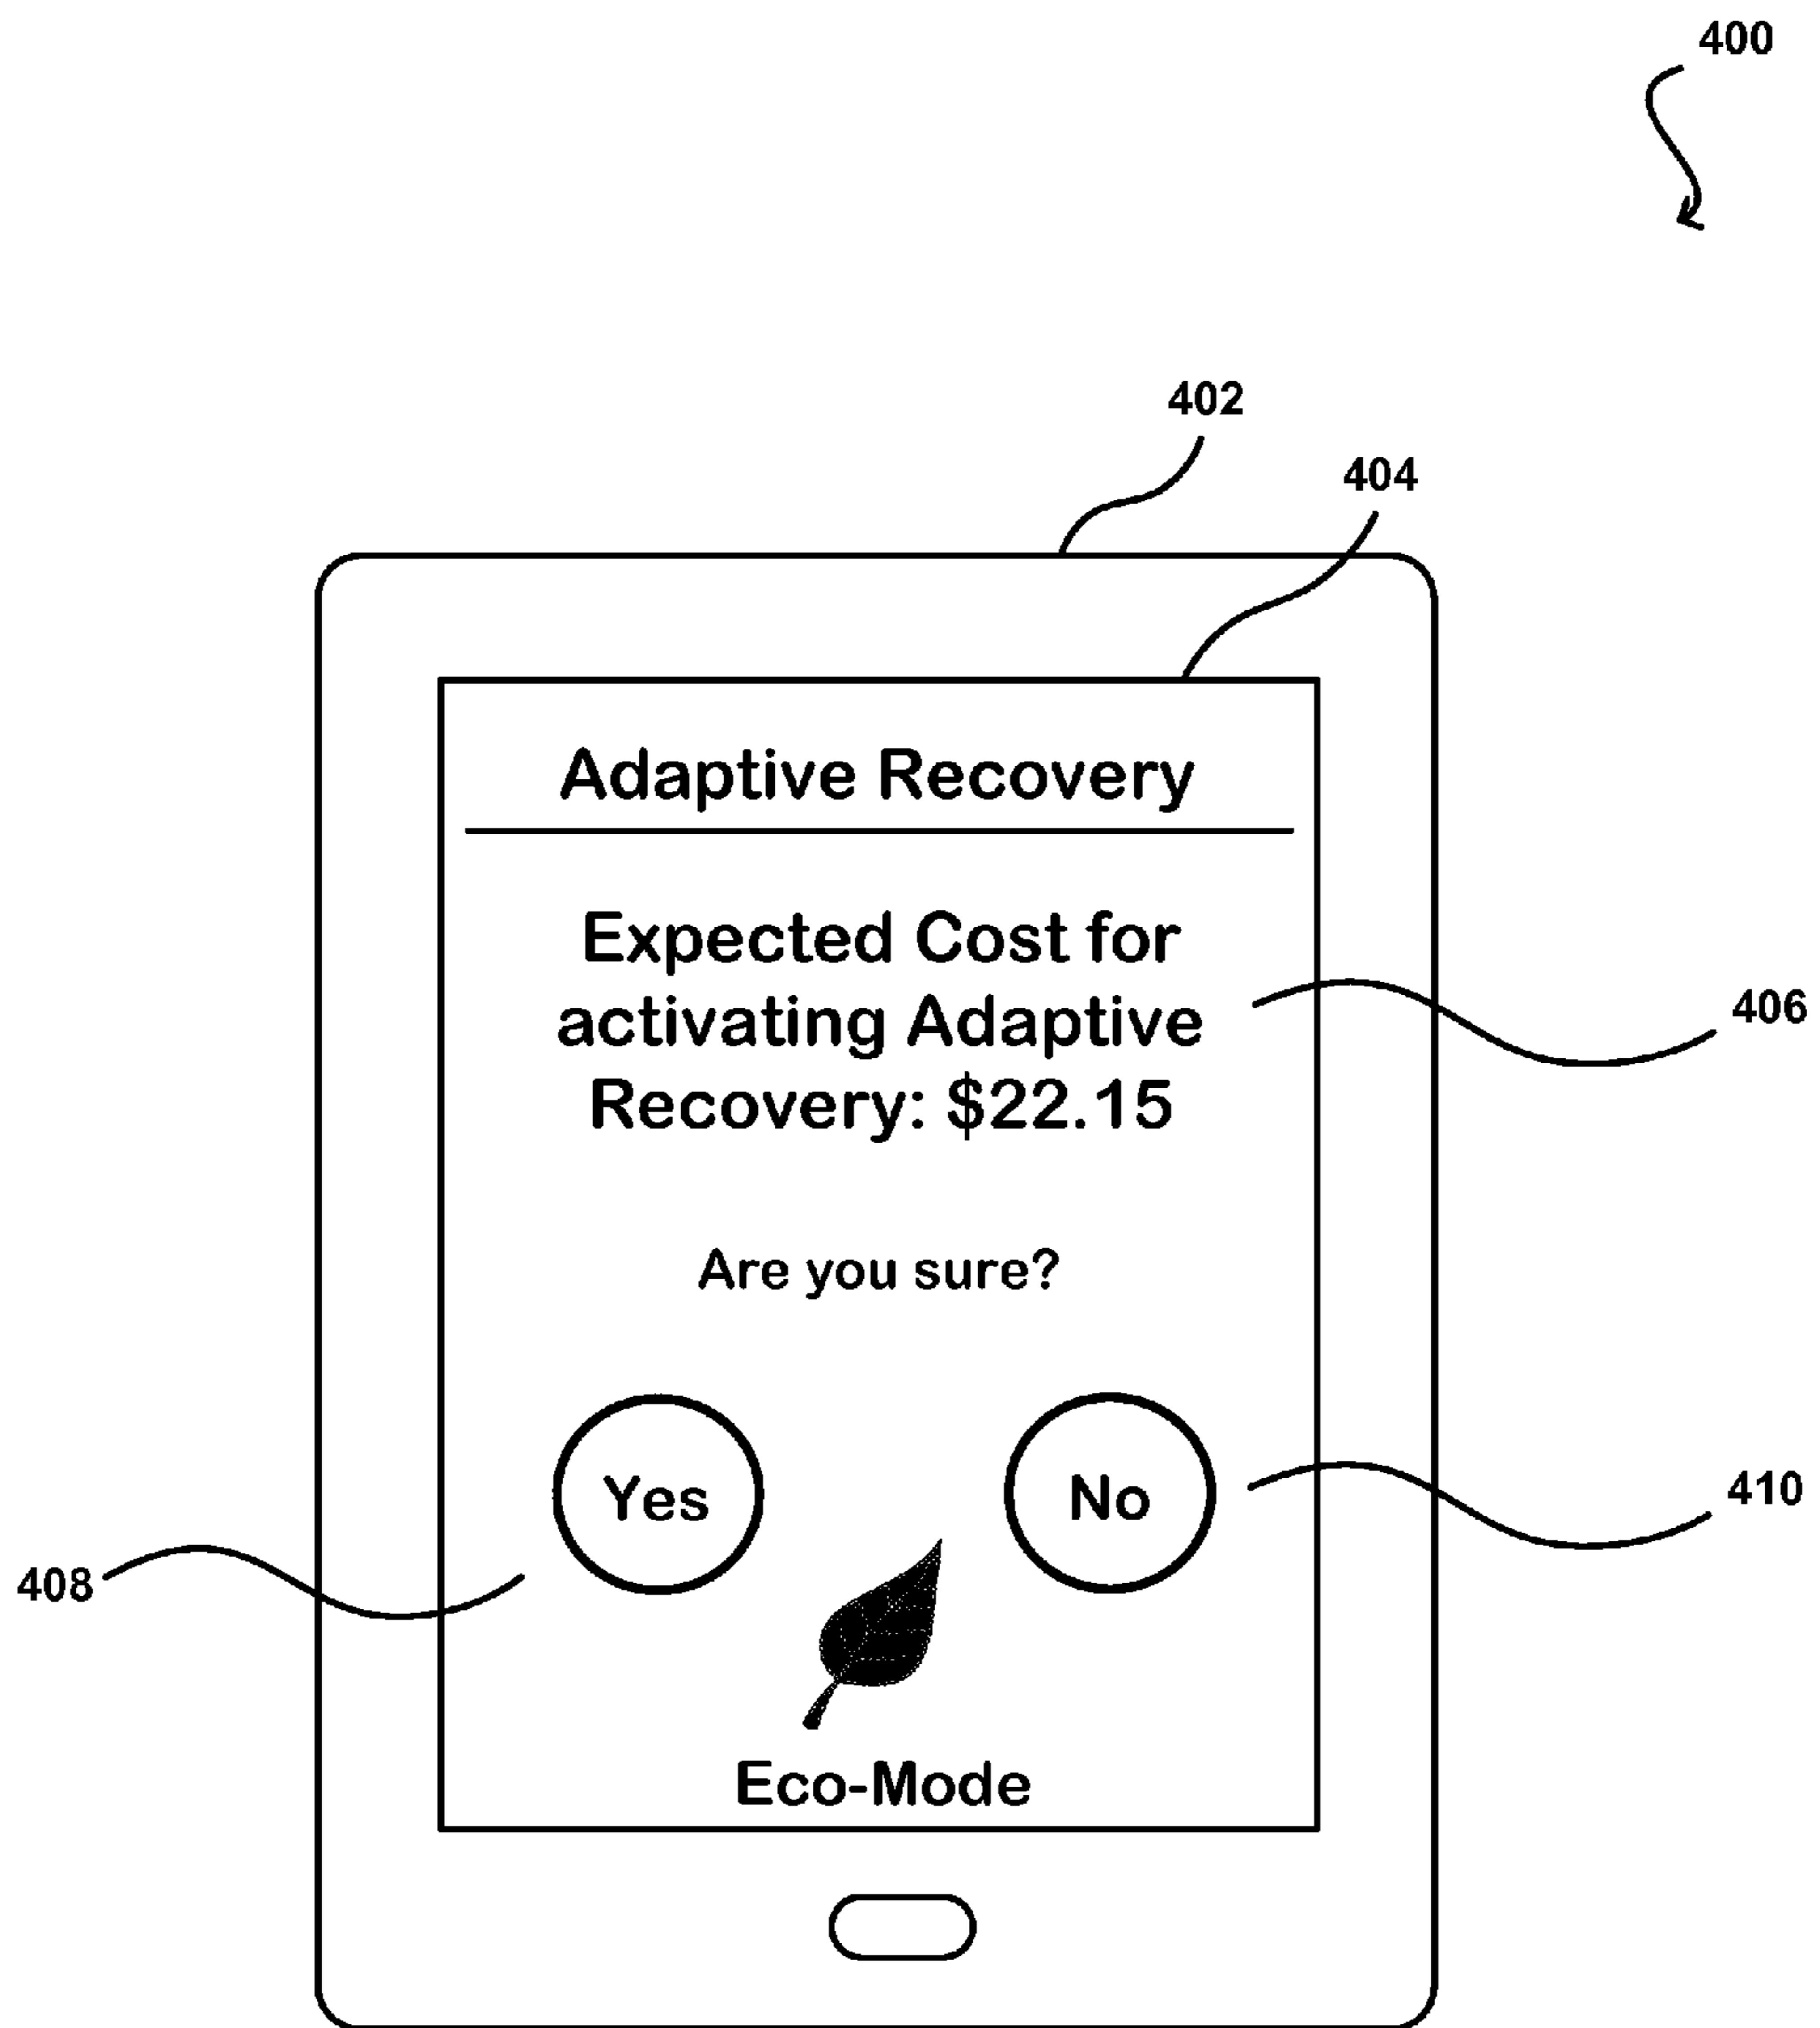 400
402
404
Adaptive Recovery
Expected Cost for
activating Adaptive
Recovery: $22.15
406
Are you sure?
Yes
No
410
408
Eco-Mode